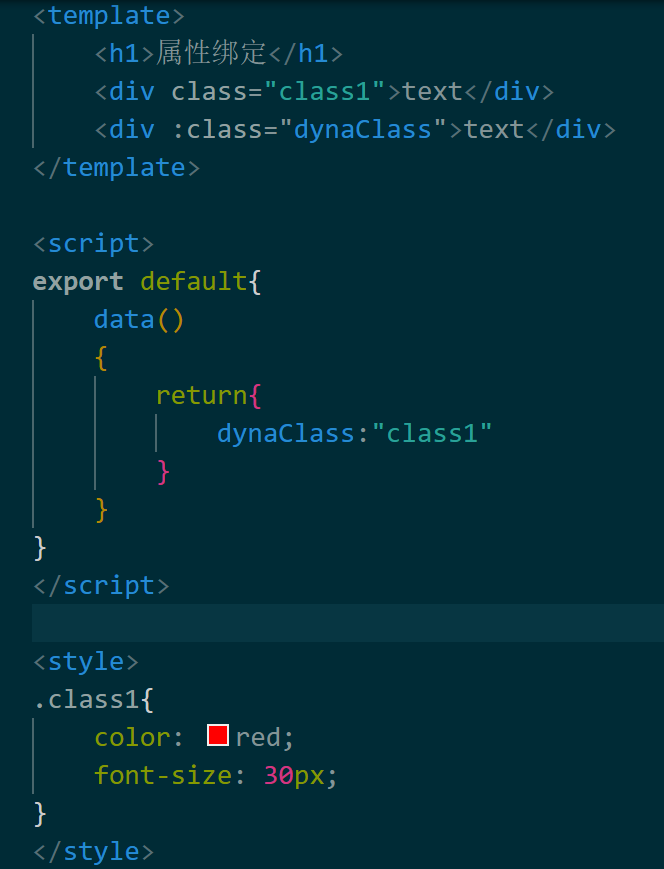 <template>
    <h1>属性绑定</h1>
    <div class="class1">text</div>
    <div :class="dynaClass">text</div>
</template>

<script>
export default{
    data()
    {
        return{
            dynaClass:"class1"
        }
    }
}
</script>

<style>
.class1{
    color: red;
    font-size: 30px;
}
</style>